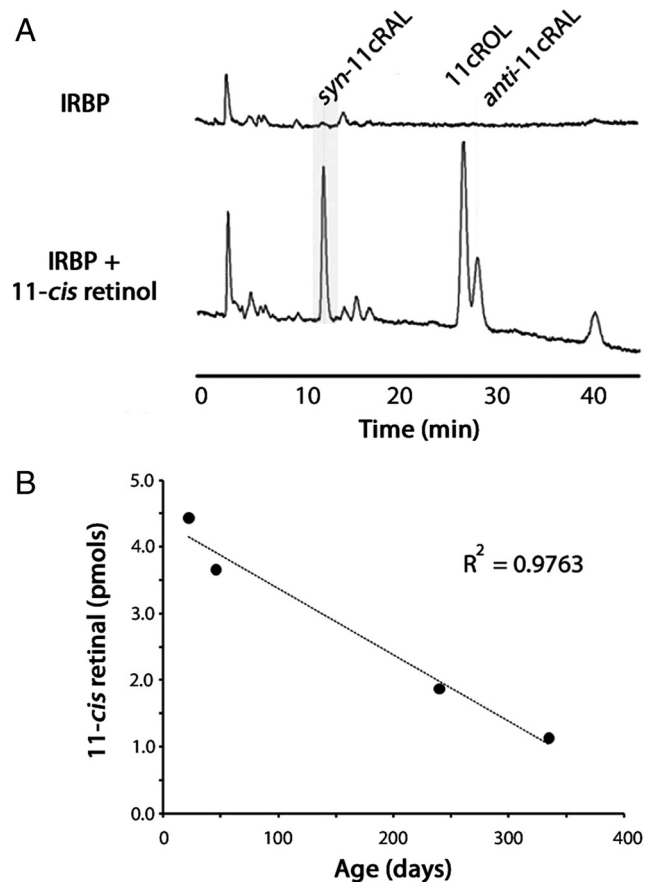 A
syn-11cRAL
11cROL
anti-11cRAL
IRBP
IRBP +
11-cis retinol
0 10 20 30 40
Time (min)
B
5.0
4.0
3.0
2.0
1.0
0.0
11-cis retinal (pmols)
R² = 0.9763
0 100 200 300 400
Age (days)